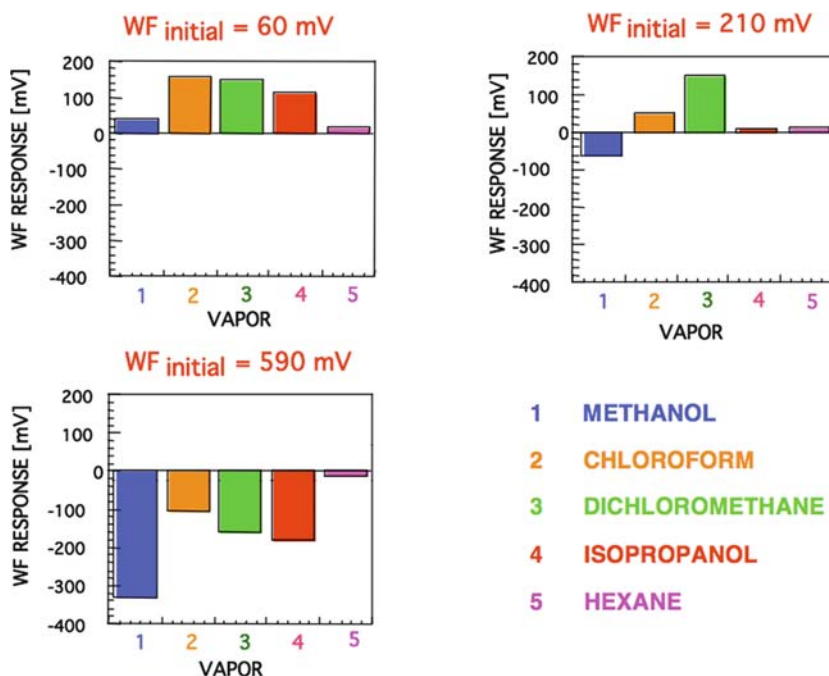 WF initial = 60 mV
WF RESPONSE [mV]
200
100
0
-100
-200
-300
-400
1 2 3 4 5
VAPOR
WF initial = 210 mV
WF RESPONSE [mV]
200
100
0
-100
-200
-300
-400
1 2 3 4 5
VAPOR
WF initial = 590 mV
WF RESPONSE [mV]
200
100
0
-100
-200
-300
-400
1 2 3 4 5
VAPOR
1 METHANOL
2 CHLOROFORM
3 DICHLOROMETHANE
4 ISOPROPANOL
5 HEXANE